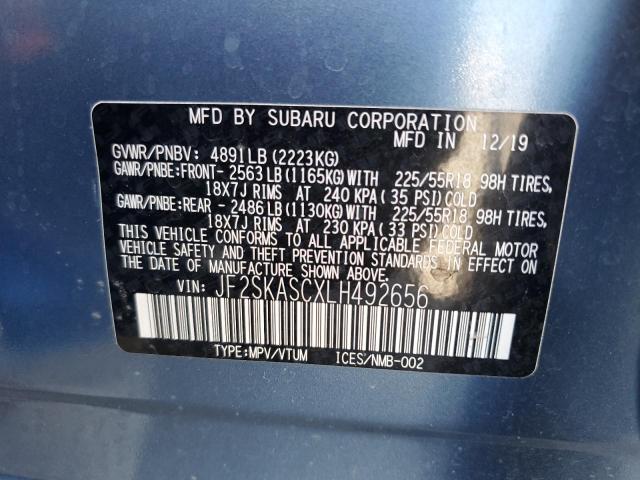 MFD BY SUBARU CORPORATION
MFD IN 12/19
GVWR/PNBV: 4891LB (2223KG)
GAWR/PNBE:FRONT- 2563LB (1165KG)WITH 225/55R18 98H TIRES,
18X7J RIMS AT 240 KPA ( 35 PSI) COLD
GAWR/PNBE:REAR - 2486LB (1130KG)WITH 225/55R18 98H TIRES,
18X7J RIMS AT 230 KPA ( 33 PSI)COLD
THIS VEHICLE CONFORMS TO ALL APPLICABLE FEDERAL MOTOR
VEHICLE SAFETY AND THEFT PREVENTION STANDARDS IN EFFECT ON
THE DATE OF MANUFACTURE SHOWN ABOVE.
VIN: JF2SKASCXLH492656
TYPE:MPV/VTUM ICES/NMB-002